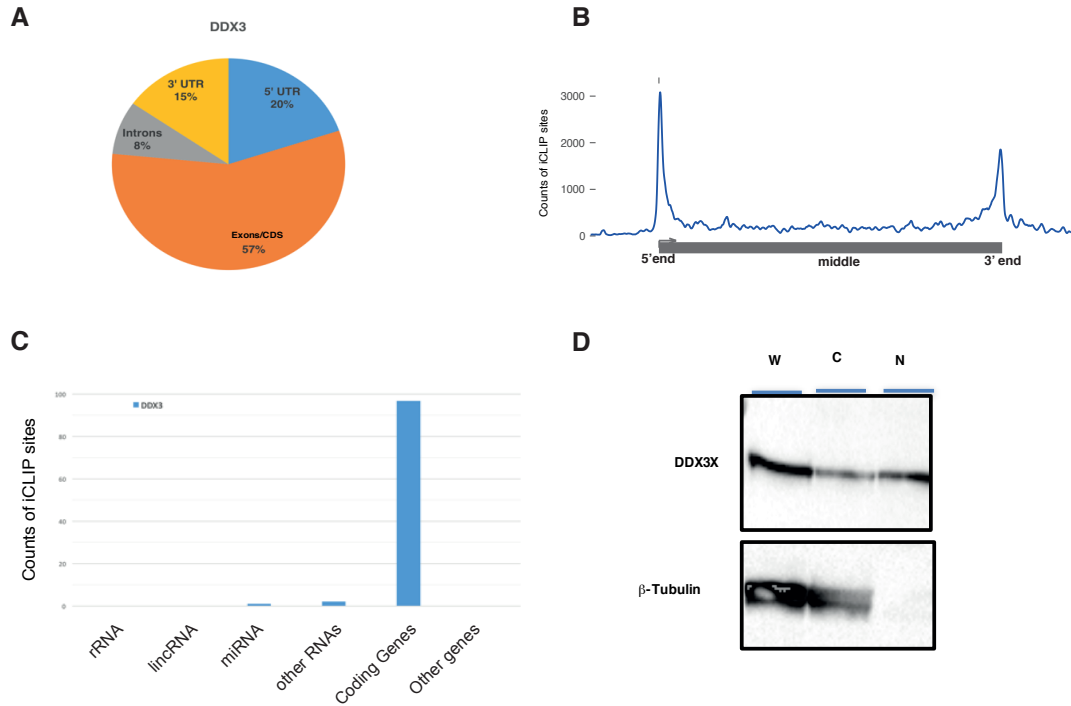 A
DDX3
3' UTR
15%
5' UTR
20%
Introns
8%
Exons/CDS
57%
B
Counts of iCLIP sites
3000
2000
1000
0
5'end
middle
3' end
C
Counts of iCLIP sites
100
80
60
40
20
0
DDX3
rRNA
lincRNA
miRNA
other RNAs
Coding Genes
Other genes
D
W C N
DDX3X
β-Tubulin